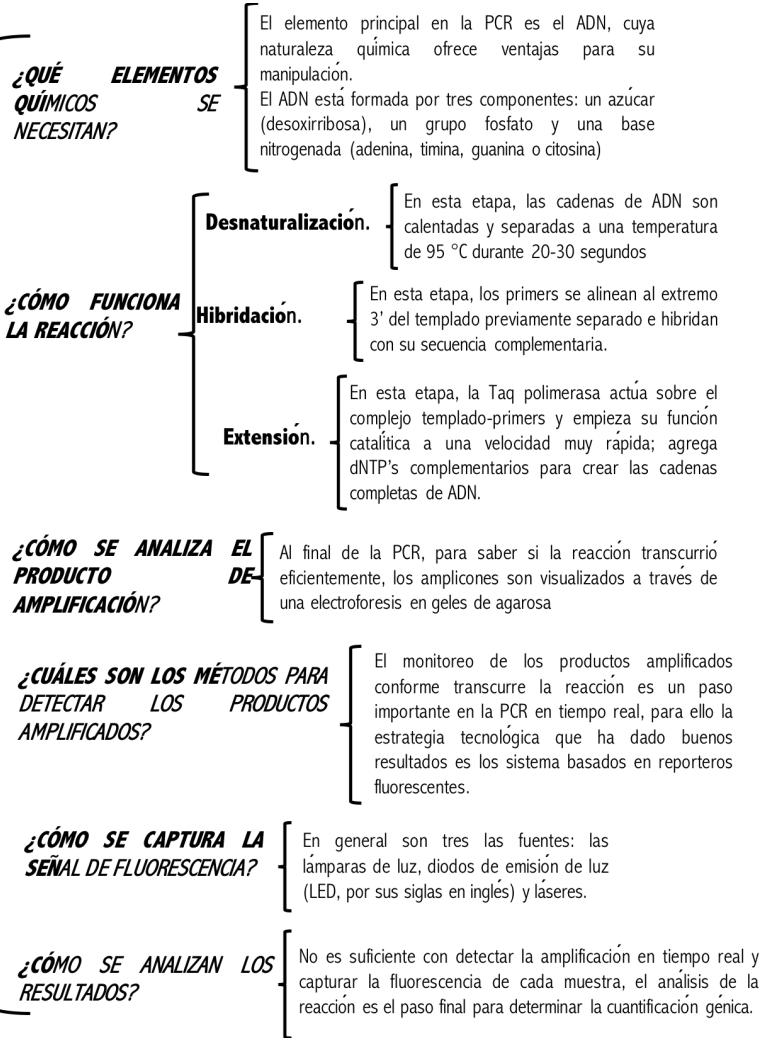 ¿QUÉ ELEMENTOS
QUÍMICOS SE
NECESITAN?
El elemento principal en la PCR es el ADN, cuya
naturaleza química ofrece ventajas para su
manipulación.
El ADN está formada por tres componentes: un azúcar
(desoxirribosa), un grupo fosfato y una base
nitrogenada (adenina, timina, guanina o citosina)
¿CÓMO FUNCIONA
LA REACCIÓN?
Desnaturalización.
En esta etapa, las cadenas de ADN son
calentadas y separadas a una temperatura
de 95 °C durante 20-30 segundos
Hibridación.
En esta etapa, los primers se alinean al extremo
3' del templado previamente separado e hibridan
con su secuencia complementaria.
Extensión.
En esta etapa, la Taq polimerasa actúa sobre el
complejo templado-primers y empieza su función
catalítica a una velocidad muy rápida; agrega
dNTP's complementarios para crear las cadenas
completas de ADN.
¿CÓMO SE ANALIZA EL
PRODUCTO DE
AMPLIFICACIÓN?
Al final de la PCR, para saber si la reacción transcurrió
eficientemente, los amplicones son visualizados a través de
una electroforesis en geles de agarosa
¿CUÁLES SON LOS MÉTODOS PARA
DETECTAR LOS PRODUCTOS
AMPLIFICADOS?
El monitoreo de los productos amplificados
conforme transcurre la reacción es un paso
importante en la PCR en tiempo real, para ello la
estrategia tecnológica que ha dado buenos
resultados es los sistema basados en reporteros
fluorescentes.
¿CÓMO SE CAPTURA LA
SEÑAL DE FLUORESCENCIA?
En general son tres las fuentes: las
lámparas de luz, diodos de emisión de luz
(LED, por sus siglas en inglés) y láseres.
¿CÓMO SE ANALIZAN LOS
RESULTADOS?
No es suficiente con detectar la amplificación en tiempo real y
capturar la fluorescencia de cada muestra, el análisis de la
reacción es el paso final para determinar la cuantificación génica.